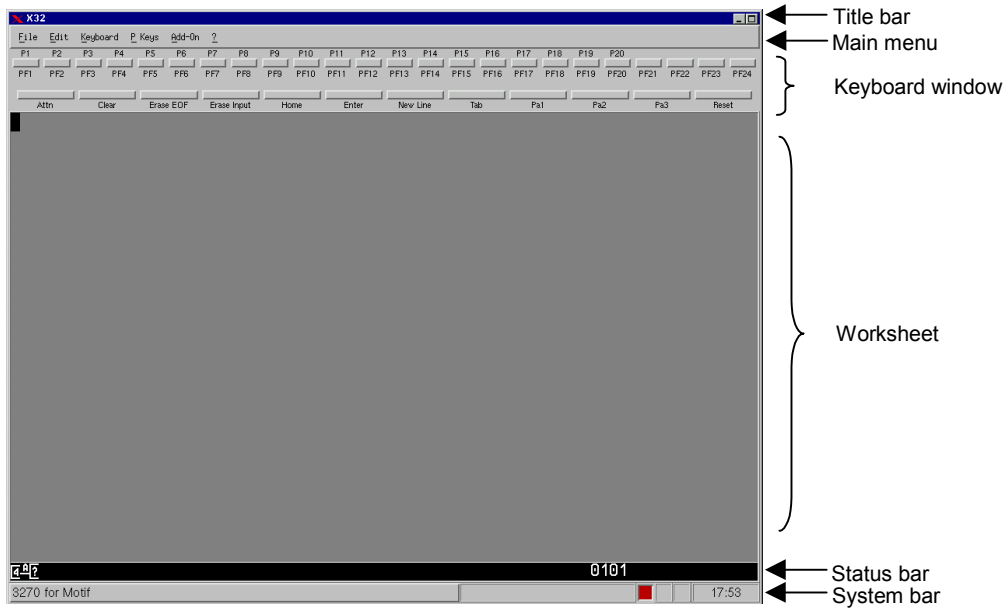 X32
Title bar
File Edit Keyboard P Keys Add-On ?
Main menu
P1 P2 P3 P4 P5 P6 P7 P8 P9 P10 P11 P12 P13 P14 P15 P16 P17 P18 P19 P20
PF1 PF2 PF3 PF4 PF5 PF6 PF7 PF8 PF9 PF10 PF11 PF12 PF13 PF14 PF15 PF16 PF17 PF18 PF19 PF20 PF21 PF22 PF23 PF24
Keyboard window
Attn Clear Erase EOF Erase Input Home Enter New Line Tab Pa1 Pa2 Pa3 Reset
Worksheet
4 A ? 0101
Status bar
3270 for Motif 17:53
System bar